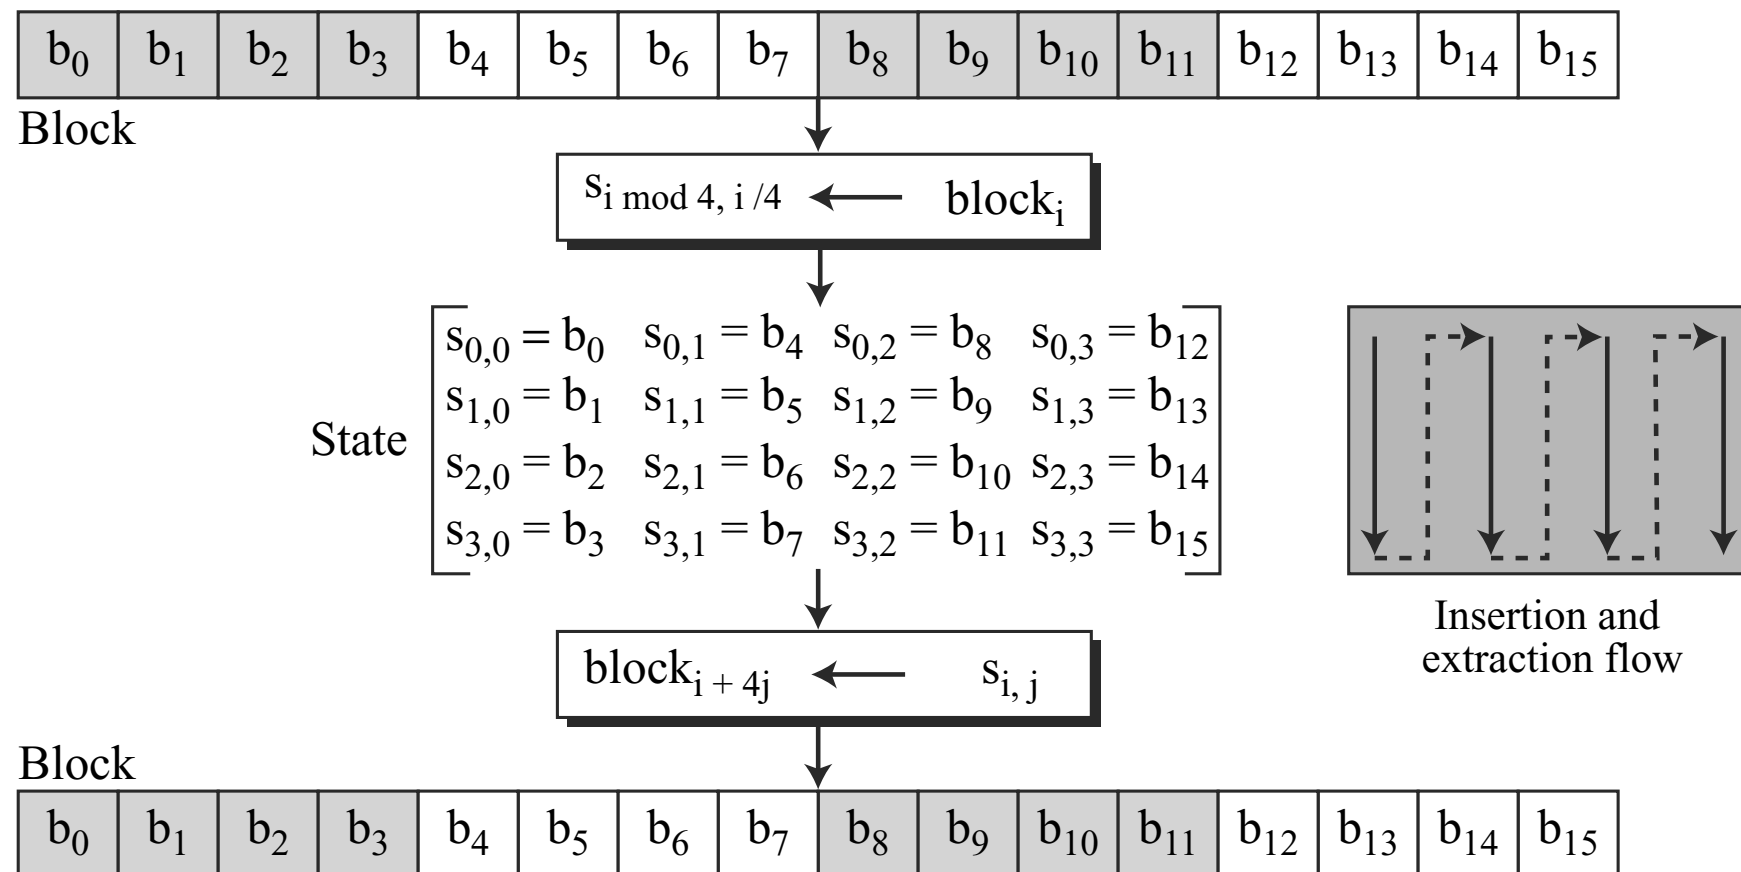 b₀ b₁ b₂ b₃ b₄ b₅ b₆ b₇ b₈ b₉ b₁₀ b₁₁ b₁₂ b₁₃ b₁₄ b₁₅
Block
s_{i mod 4, i /4} ← block_i
s₀,₀ = b₀ s₀,₁ = b₄ s₀,₂ = b₈ s₀,₃ = b₁₂
s₁,₀ = b₁ s₁,₁ = b₅ s₁,₂ = b₉ s₁,₃ = b₁₃
State
s₂,₀ = b₂ s₂,₁ = b₆ s₂,₂ = b₁₀ s₂,₃ = b₁₄
s₃,₀ = b₃ s₃,₁ = b₇ s₃,₂ = b₁₁ s₃,₃ = b₁₅
Insertion and
extraction flow
block_{i + 4j} ← s_{i, j}
Block
b₀ b₁ b₂ b₃ b₄ b₅ b₆ b₇ b₈ b₉ b₁₀ b₁₁ b₁₂ b₁₃ b₁₄ b₁₅